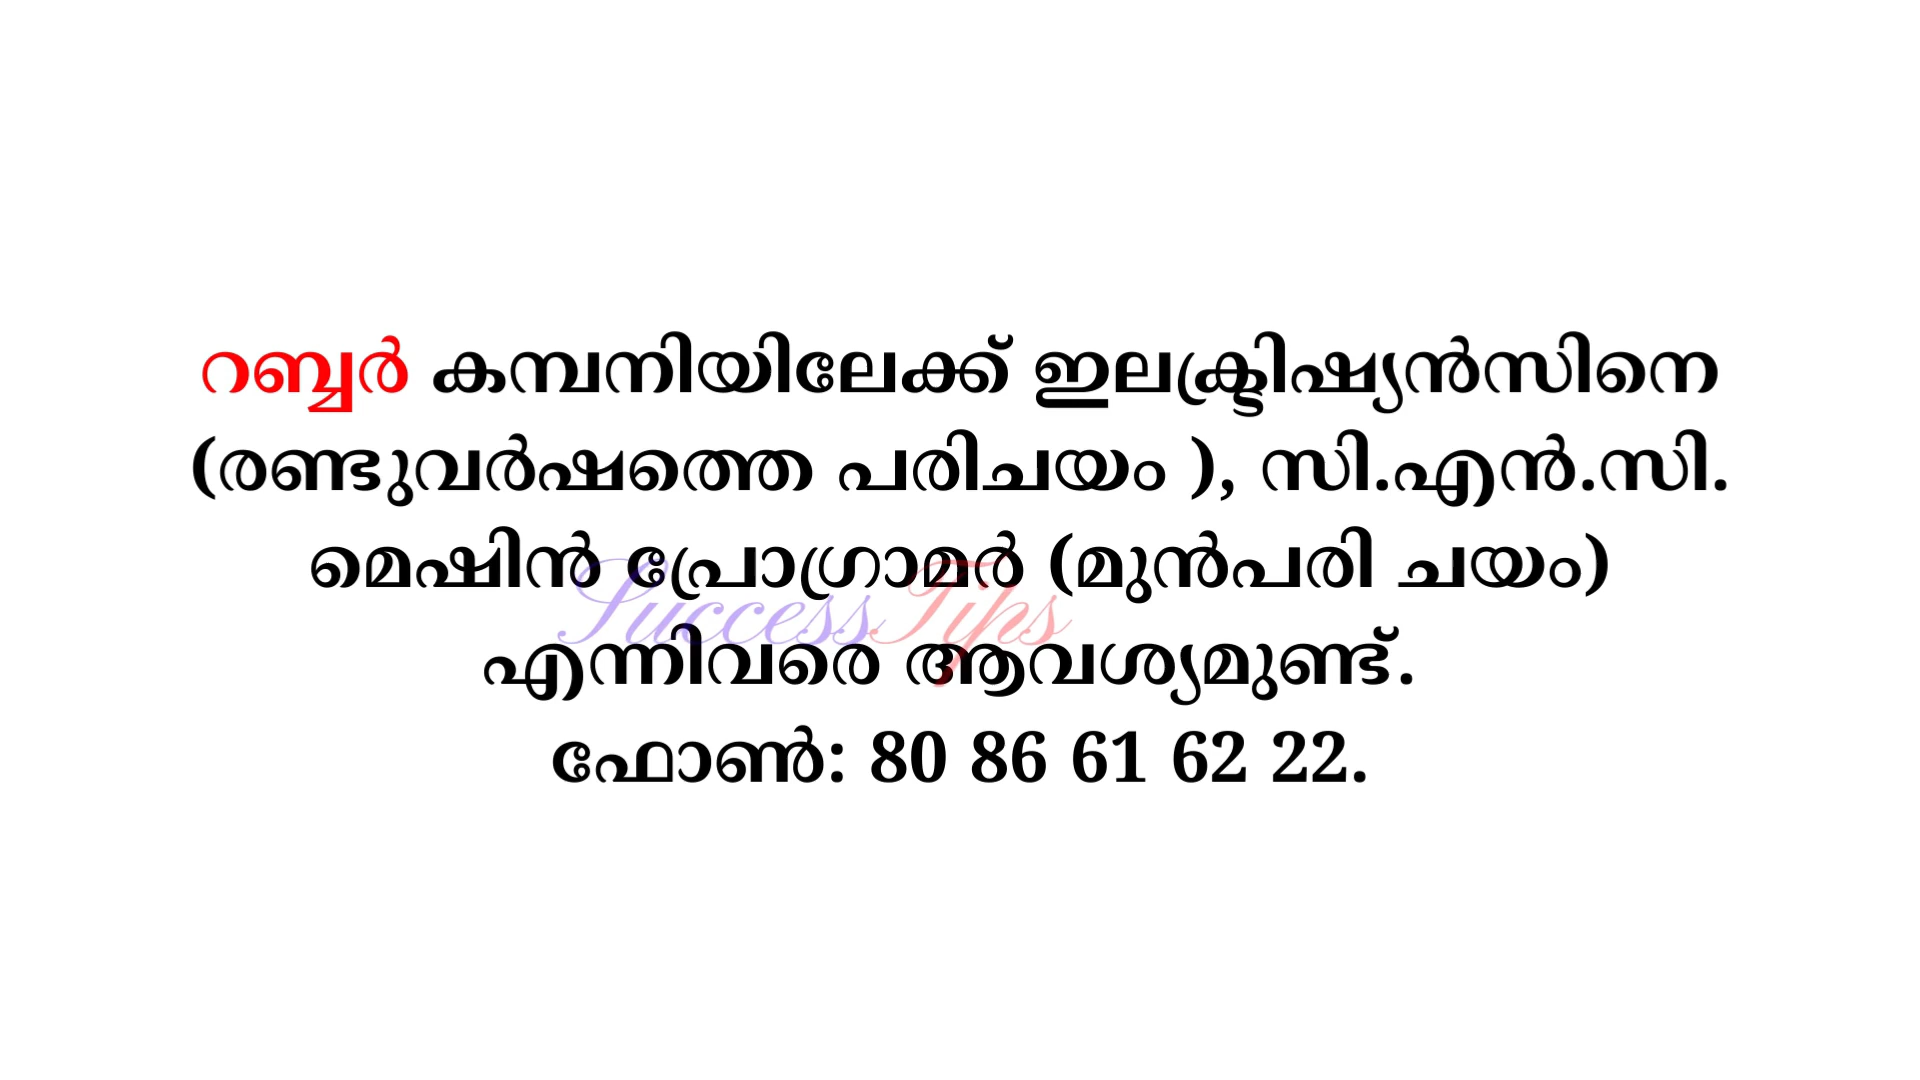 റബ്ബർ കമ്പനിയിലേക്ക് ഇലക്ട്രിഷ്യൻസിനെ
(രണ്ടുവർഷത്തെ പരിചയം ), സി.എൻ.സി.
മെഷിൻ പ്രോഗ്രാമർ (മുൻപരി ചയം)
SuccessTips
എന്നിവരെ ആവശ്യമുണ്ട്.
ഫോൺ: 80 86 61 62 22.